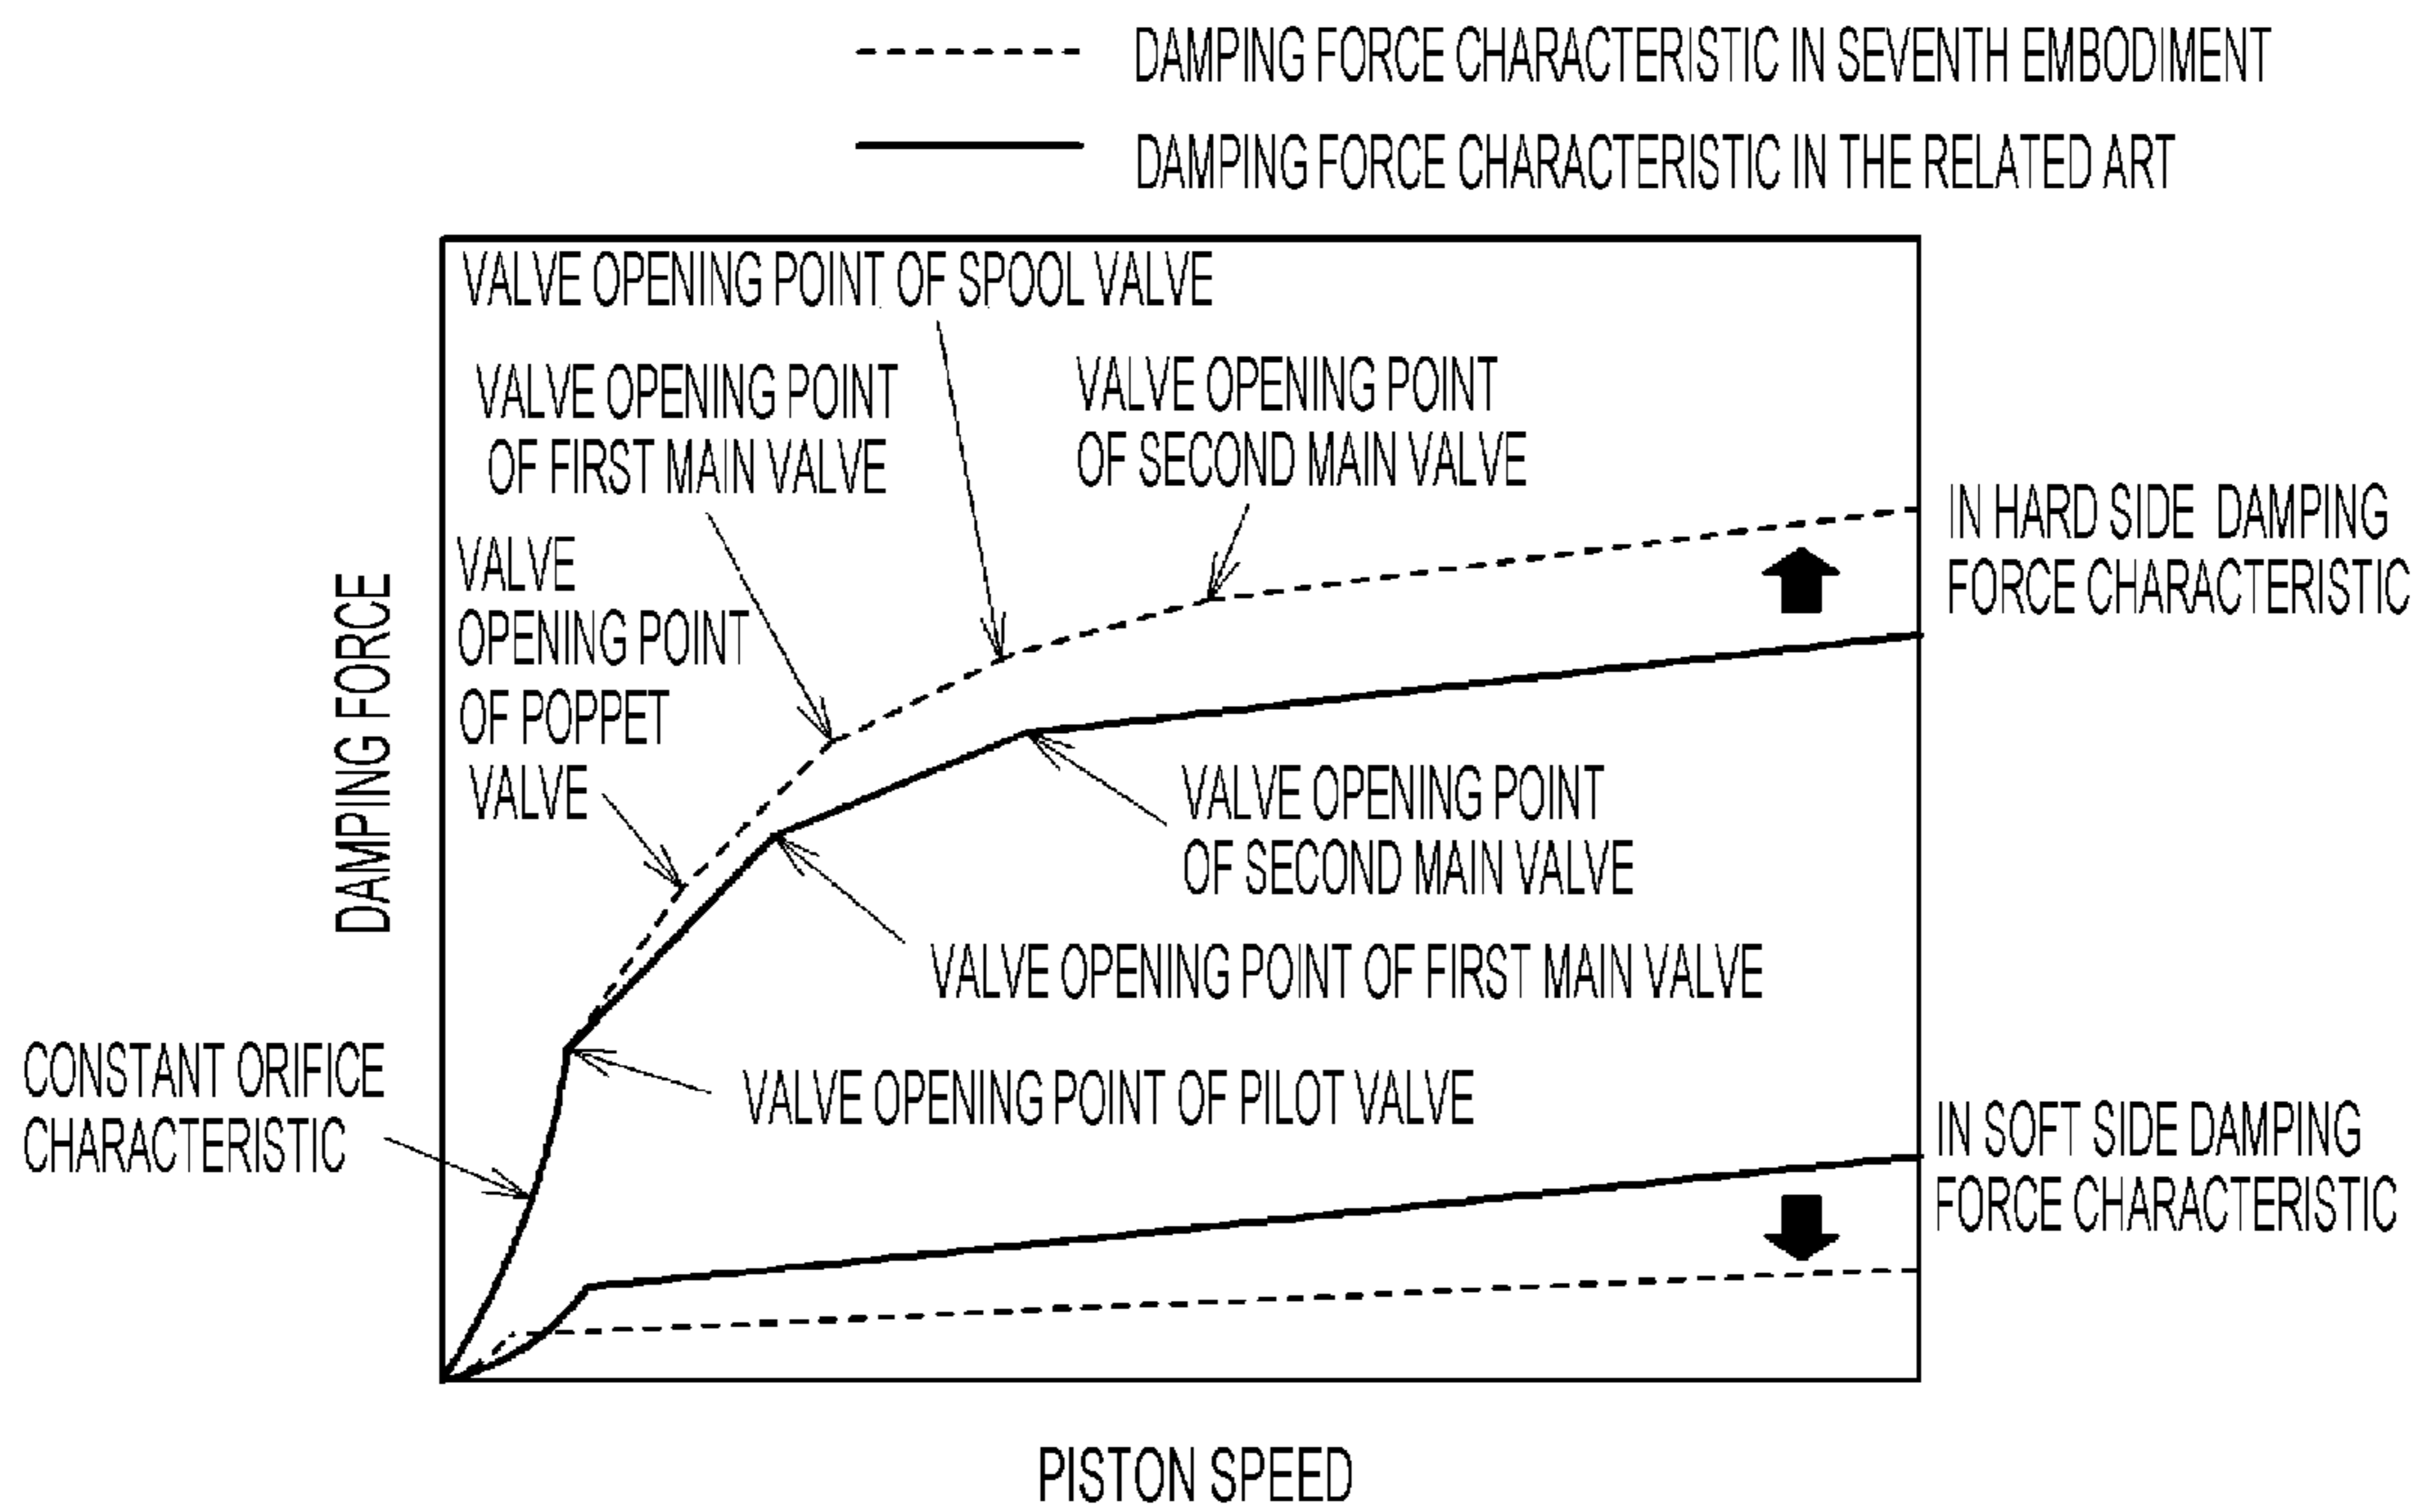 DAMPING FORCE CHARACTERISTIC IN SEVENTH EMBODIMENT
DAMPING FORCE CHARACTERISTIC IN THE RELATED ART
VALVE OPENING POINT OF SPOOL VALVE
VALVE OPENING POINT
OF FIRST MAIN VALVE
VALVE OPENING POINT
OF SECOND MAIN VALVE
VALVE
OPENING POINT
OF POPPET
VALVE
IN HARD SIDE DAMPING
FORCE CHARACTERISTIC
DAMPING FORCE
VALVE OPENING POINT
OF SECOND MAIN VALVE
VALVE OPENING POINT OF FIRST MAIN VALVE
CONSTANT ORIFICE
CHARACTERISTIC
VALVE OPENING POINT OF PILOT VALVE
IN SOFT SIDE DAMPING
FORCE CHARACTERISTIC
PISTON SPEED